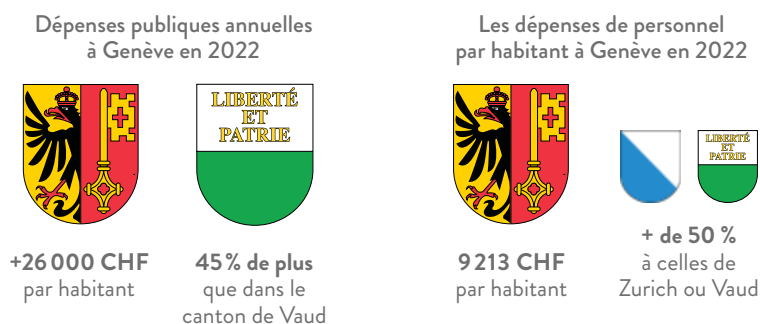 Dépenses publiques annuelles
à Genève en 2022
LIBERTÉ
ET
PATRIE
+26 000 CHF
par habitant
45 % de plus
que dans le
canton de Vaud
Les dépenses de personnel
par habitant à Genève en 2022
LIBERTÉ
ET
PATRIE
9 213 CHF
par habitant
+ de 50 %
à celles de
Zurich ou Vaud